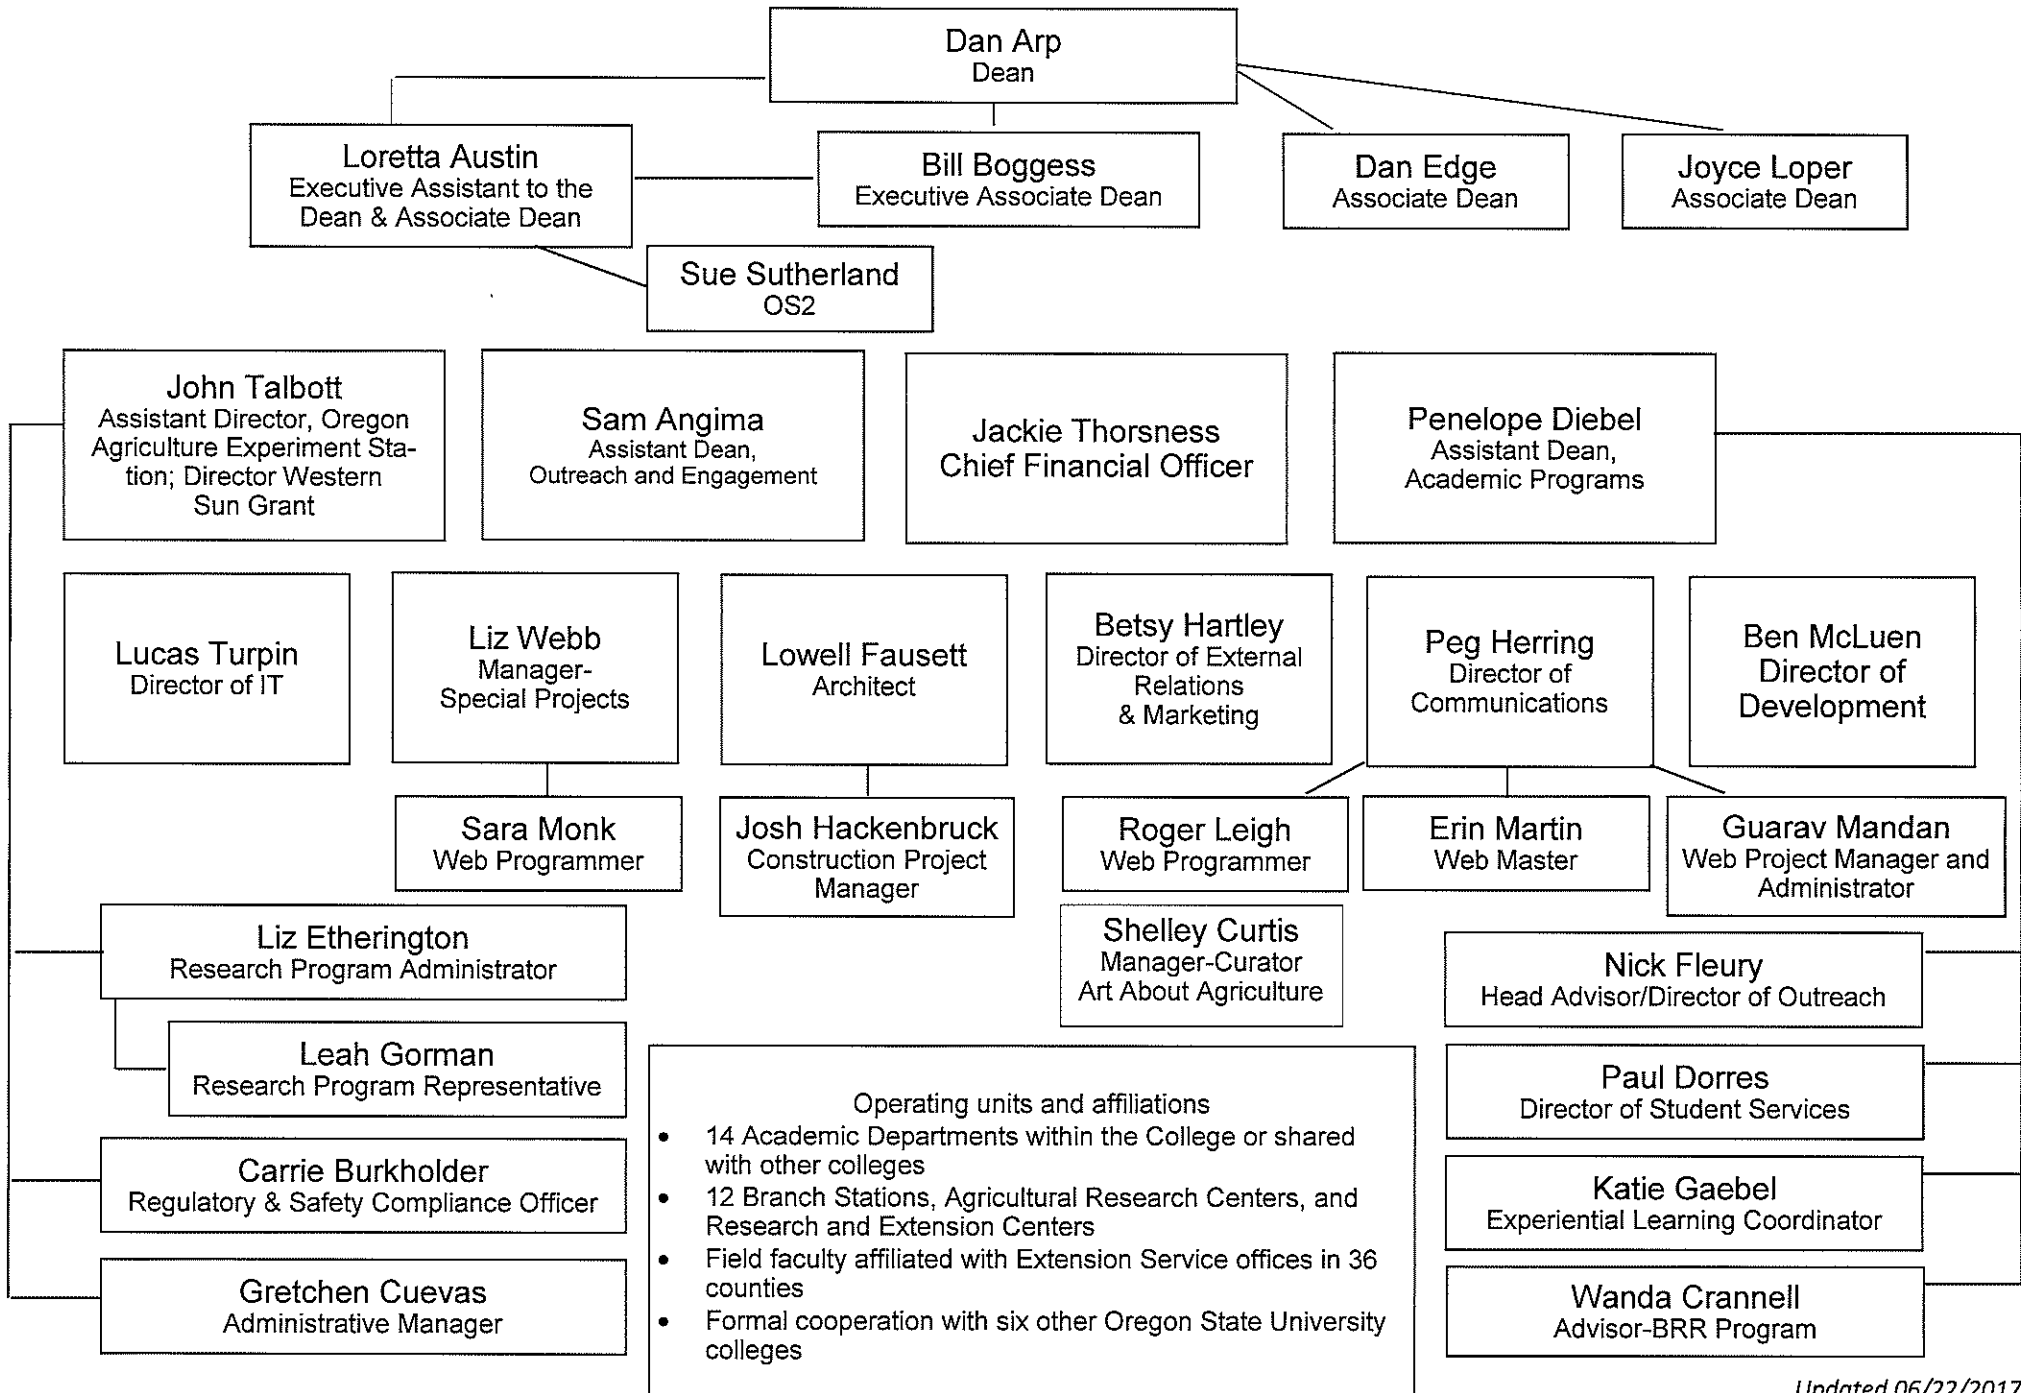 Dan Arp
Dean
Loretta Austin
Executive Assistant to the
Dean & Associate Dean
Bill Boggess
Executive Associate Dean
Dan Edge
Associate Dean
Joyce Loper
Associate Dean
Sue Sutherland
OS2
John Talbott
Assistant Director, Oregon
Agriculture Experiment Sta-
tion; Director Western
Sun Grant
Sam Angima
Assistant Dean,
Outreach and Engagement
Jackie Thorsness
Chief Financial Officer
Penelope Diebel
Assistant Dean,
Academic Programs
Lucas Turpin
Director of IT
Liz Webb
Manager-
Special Projects
Lowell Fausett
Architect
Betsy Hartley
Director of External
Relations
& Marketing
Peg Herring
Director of
Communications
Ben McLuen
Director of
Development
Sara Monk
Web Programmer
Josh Hackenbruck
Construction Project
Manager
Roger Leigh
Web Programmer
Erin Martin
Web Master
Guarav Mandan
Web Project Manager and
Administrator
Liz Etherington
Research Program Administrator
Shelley Curtis
Manager-Curator
Art About Agriculture
Nick Fleury
Head Advisor/Director of Outreach
Leah Gorman
Research Program Representative
Paul Dorres
Director of Student Services
Carrie Burkholder
Regulatory & Safety Compliance Officer
Katie Gaebel
Experiential Learning Coordinator
Gretchen Cuevas
Administrative Manager
Wanda Crannell
Advisor-BRR Program
Operating units and affiliations
• 14 Academic Departments within the College or shared
with other colleges
• 12 Branch Stations, Agricultural Research Centers, and
Research and Extension Centers
• Field faculty affiliated with Extension Service offices in 36
counties
• Formal cooperation with six other Oregon State University
colleges
Updated 06/22/2017